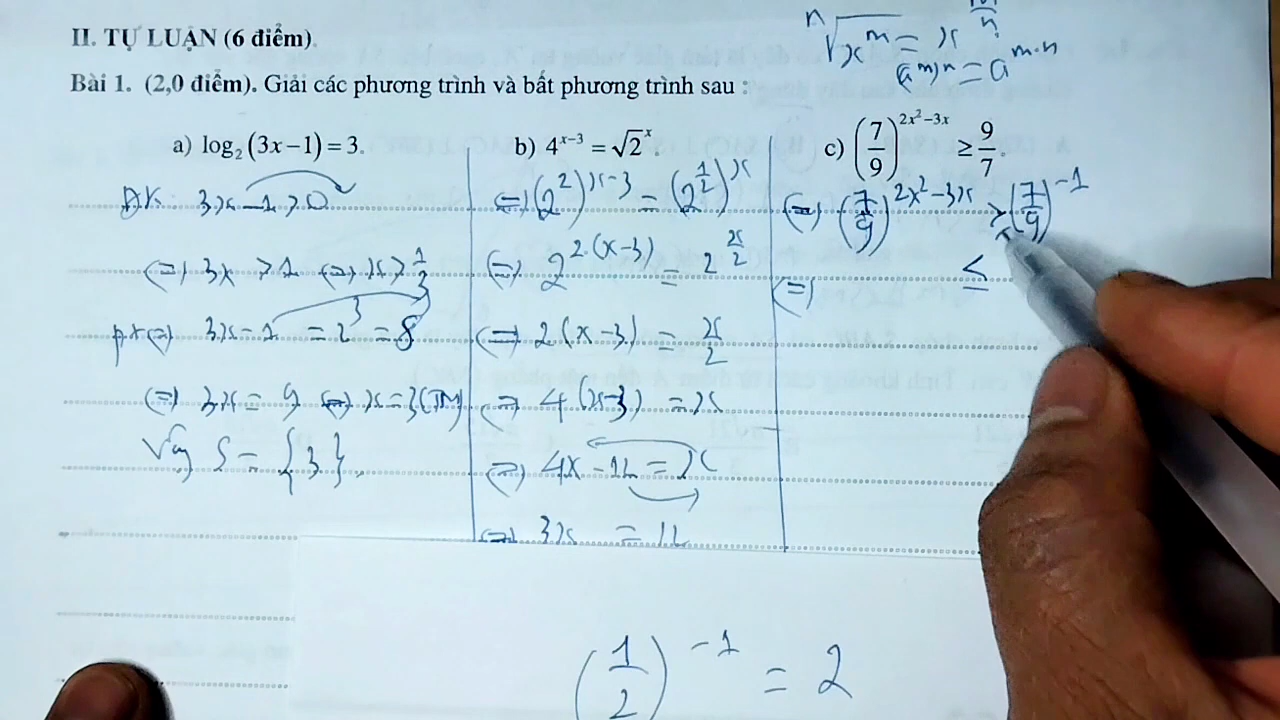 II. TỰ LUẬN (6 điểm).
ⁿ√(x^m) = x^(m/n)
(a^m)^n = a^(m·n)
Bài 1. (2,0 điểm). Giải các phương trình và bất phương trình sau :
a) log₂(3x−1)=3.
ĐK: 3x − 1 > 0
(=) 3x > 1 (=) x > 1/3
pt (=) 3x − 1 = 2³ = 8
(=) 3x = 9 (=) x = 3 (TM)
Vậy S = {3}.
b) 4^(x−3) = √2^x.
(=) (2²)^(x−3) = (2^(1/2))^x
(=) 2^(2(x−3)) = 2^(x/2)
(=) 2(x−3) = x/2
(=) 4(x−3) = x
(=) 4x − 12 = x
(=) 3x = 12
c) (7/9)^(2x²−3x) ≥ 9/7.
(=) (7/9)^(2x²−3x) ≥ (7/9)^(−1)
(=) ≤
(1/2)^(−1) = 2